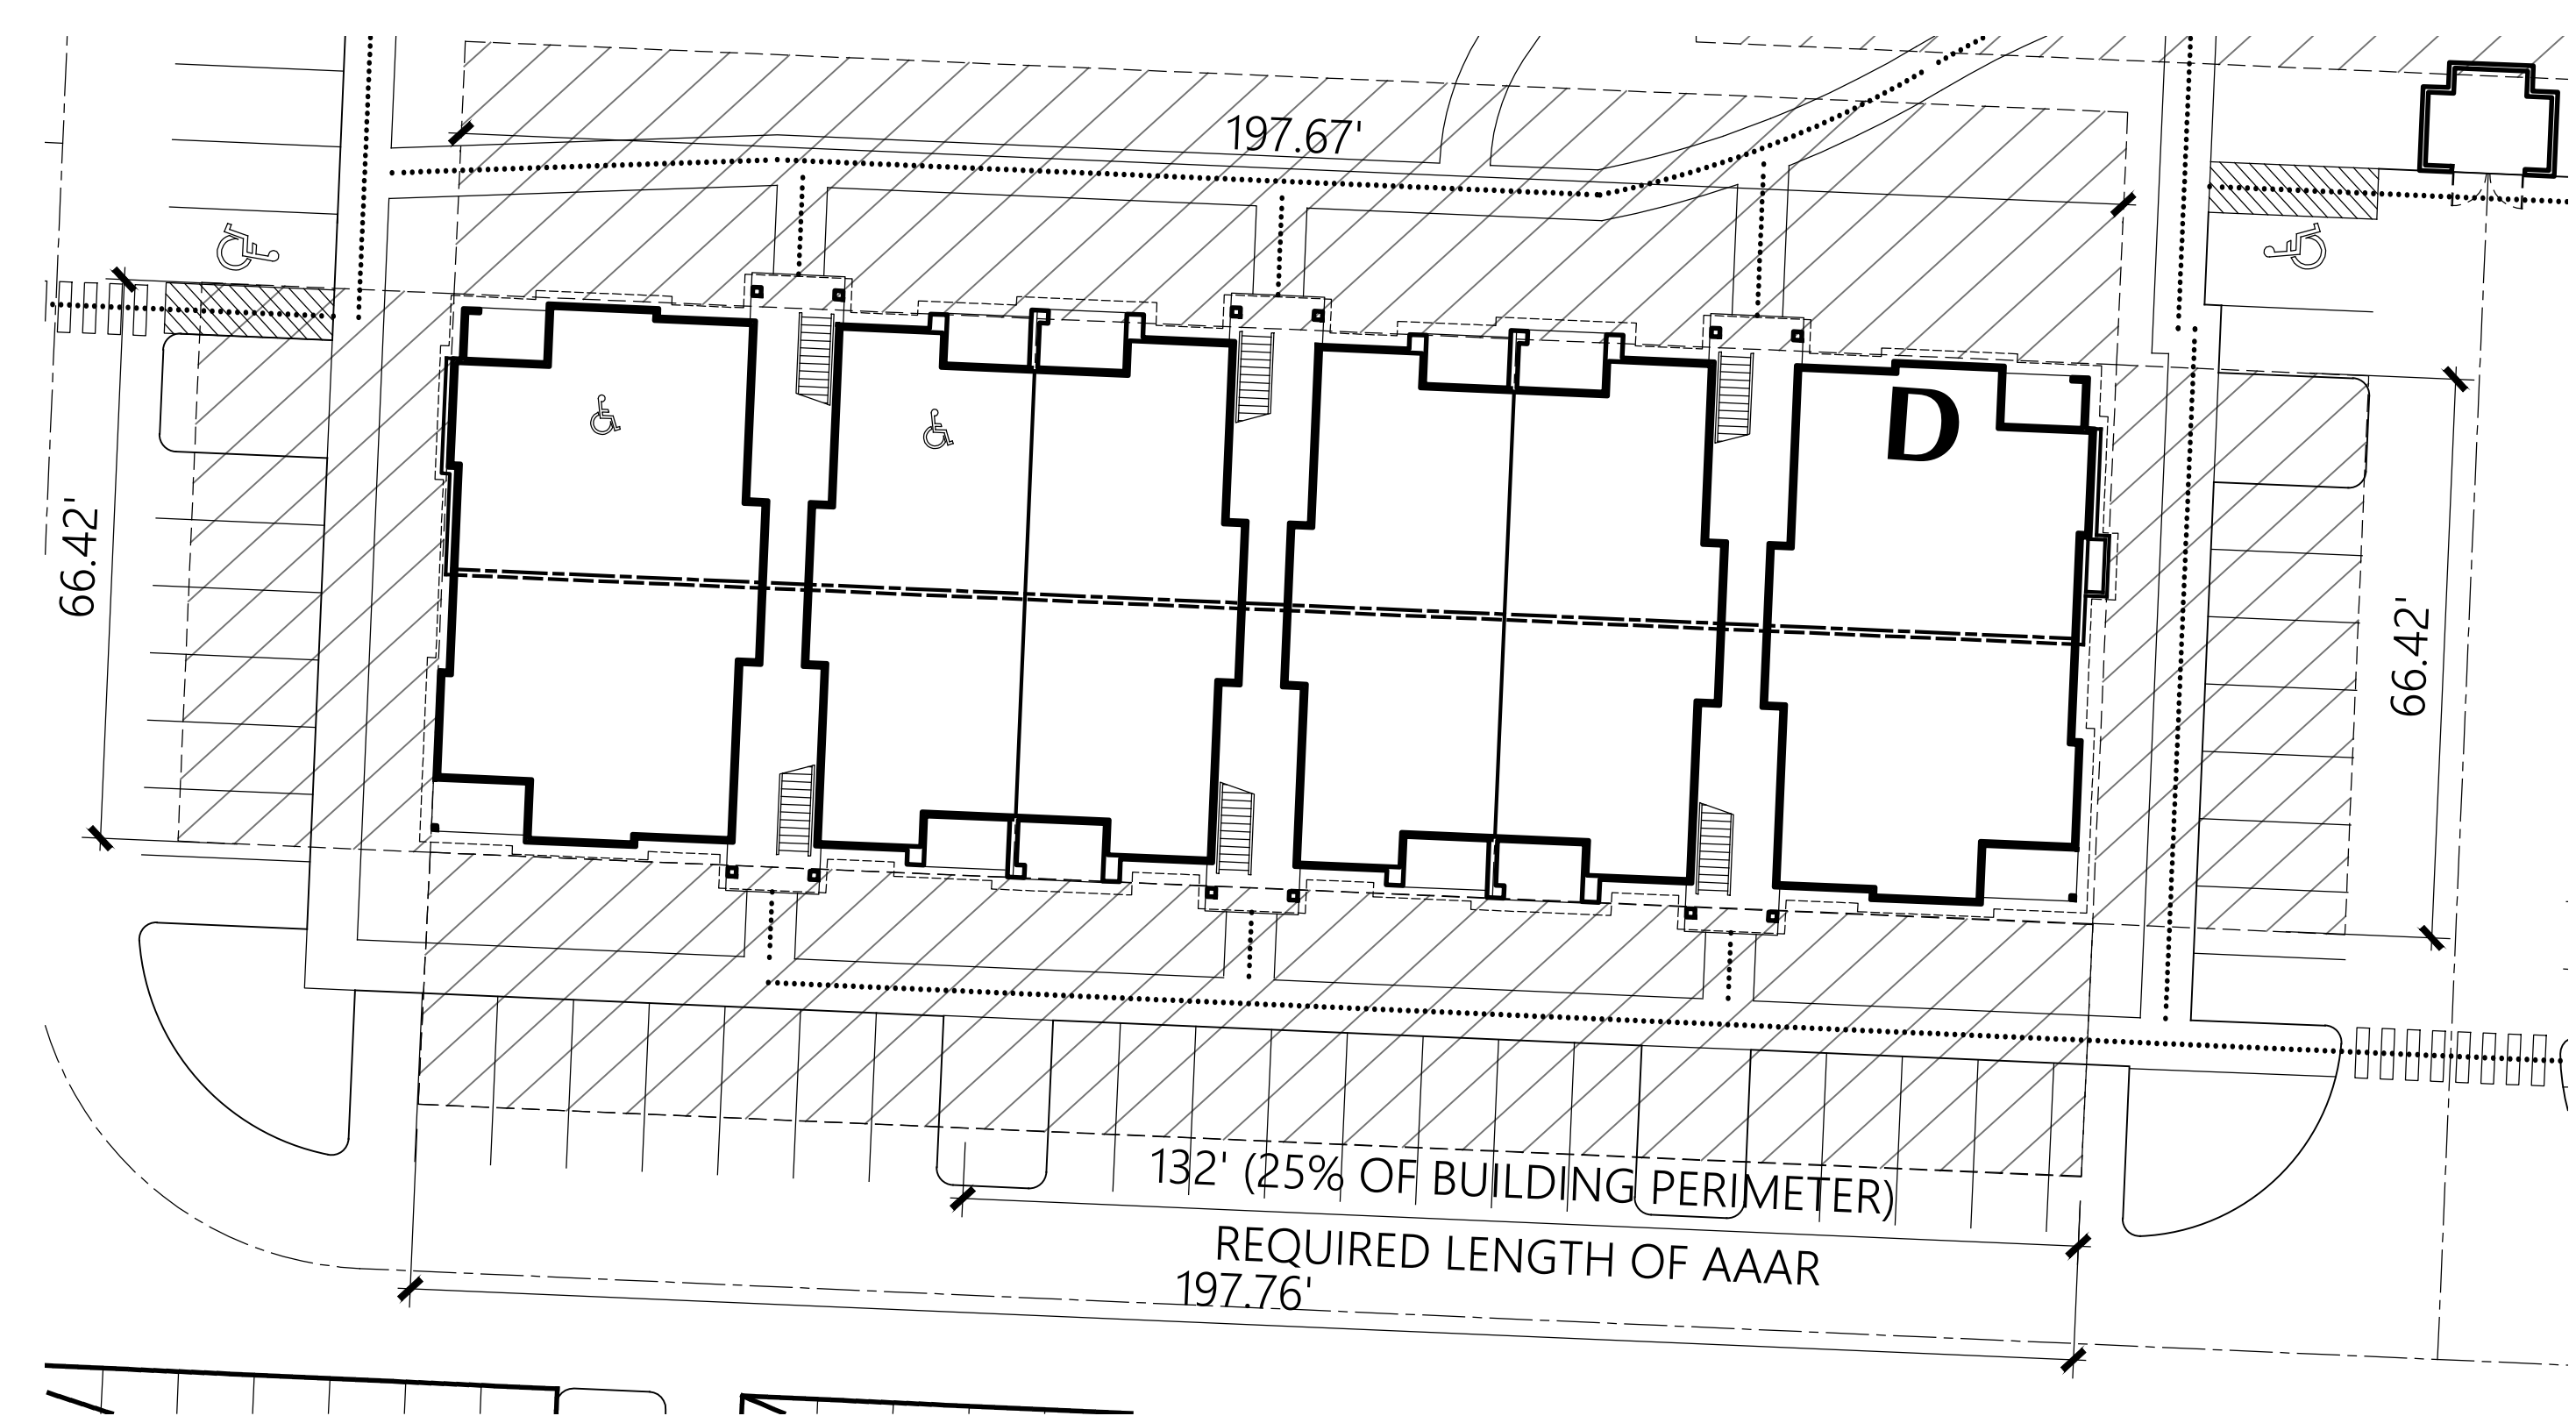 197.67'
66.42'
D
66.42'
132' (25% OF BUILDING PERIMETER)
REQUIRED LENGTH OF AAAR
197.76'